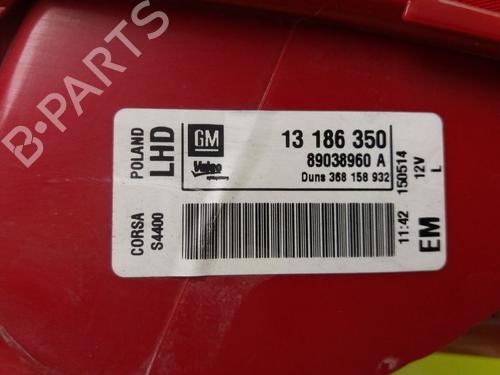 POLAND
LHD
GM
Valeo
13 186 350
89038960 A
Duns 368 158 932
CORSA
S4400
11:42 150514
12V
L
EM
B-PARTS